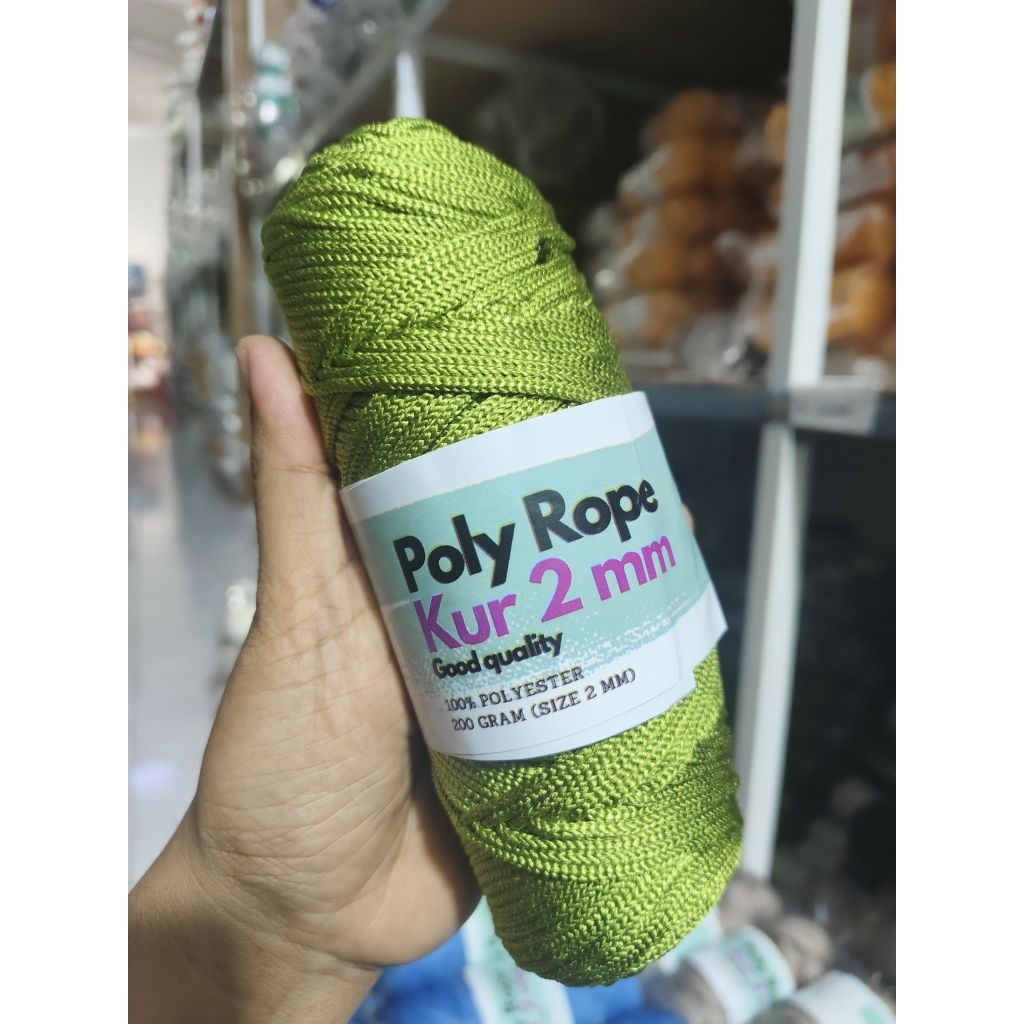 Poly Rope
Kur 2 mm
Good quality
100% POLYESTER
200 GRAM (SIZE 2 MM)